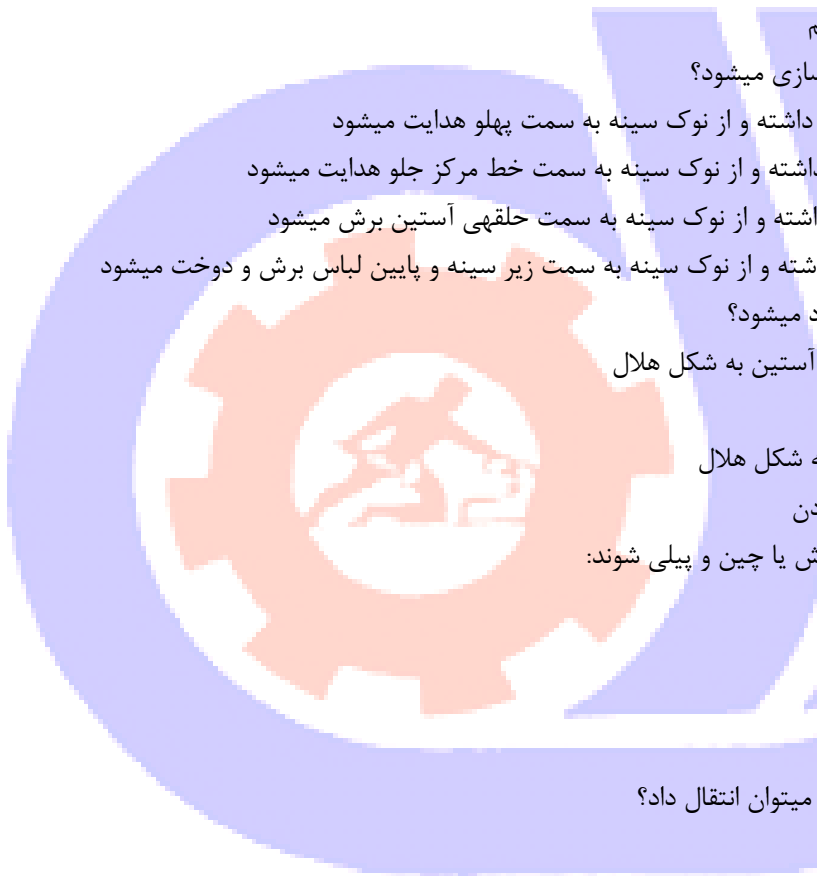 سازی میشود؟
داشته و از نوک سینه به سمت پهلو هدایت میشود
داشته و از نوک سینه به سمت خط مرکز جلو هدایت میشود
اشته و از نوک سینه به سمت حلقهی آستین برش میشود
شته و از نوک سینه به سمت زیر سینه و پایین لباس برش و دوخت میشود
د میشود؟
آستین به شکل هلال
ه شکل هلال
دن
ش یا چین و پیلی شوند:
میتوان انتقال داد؟